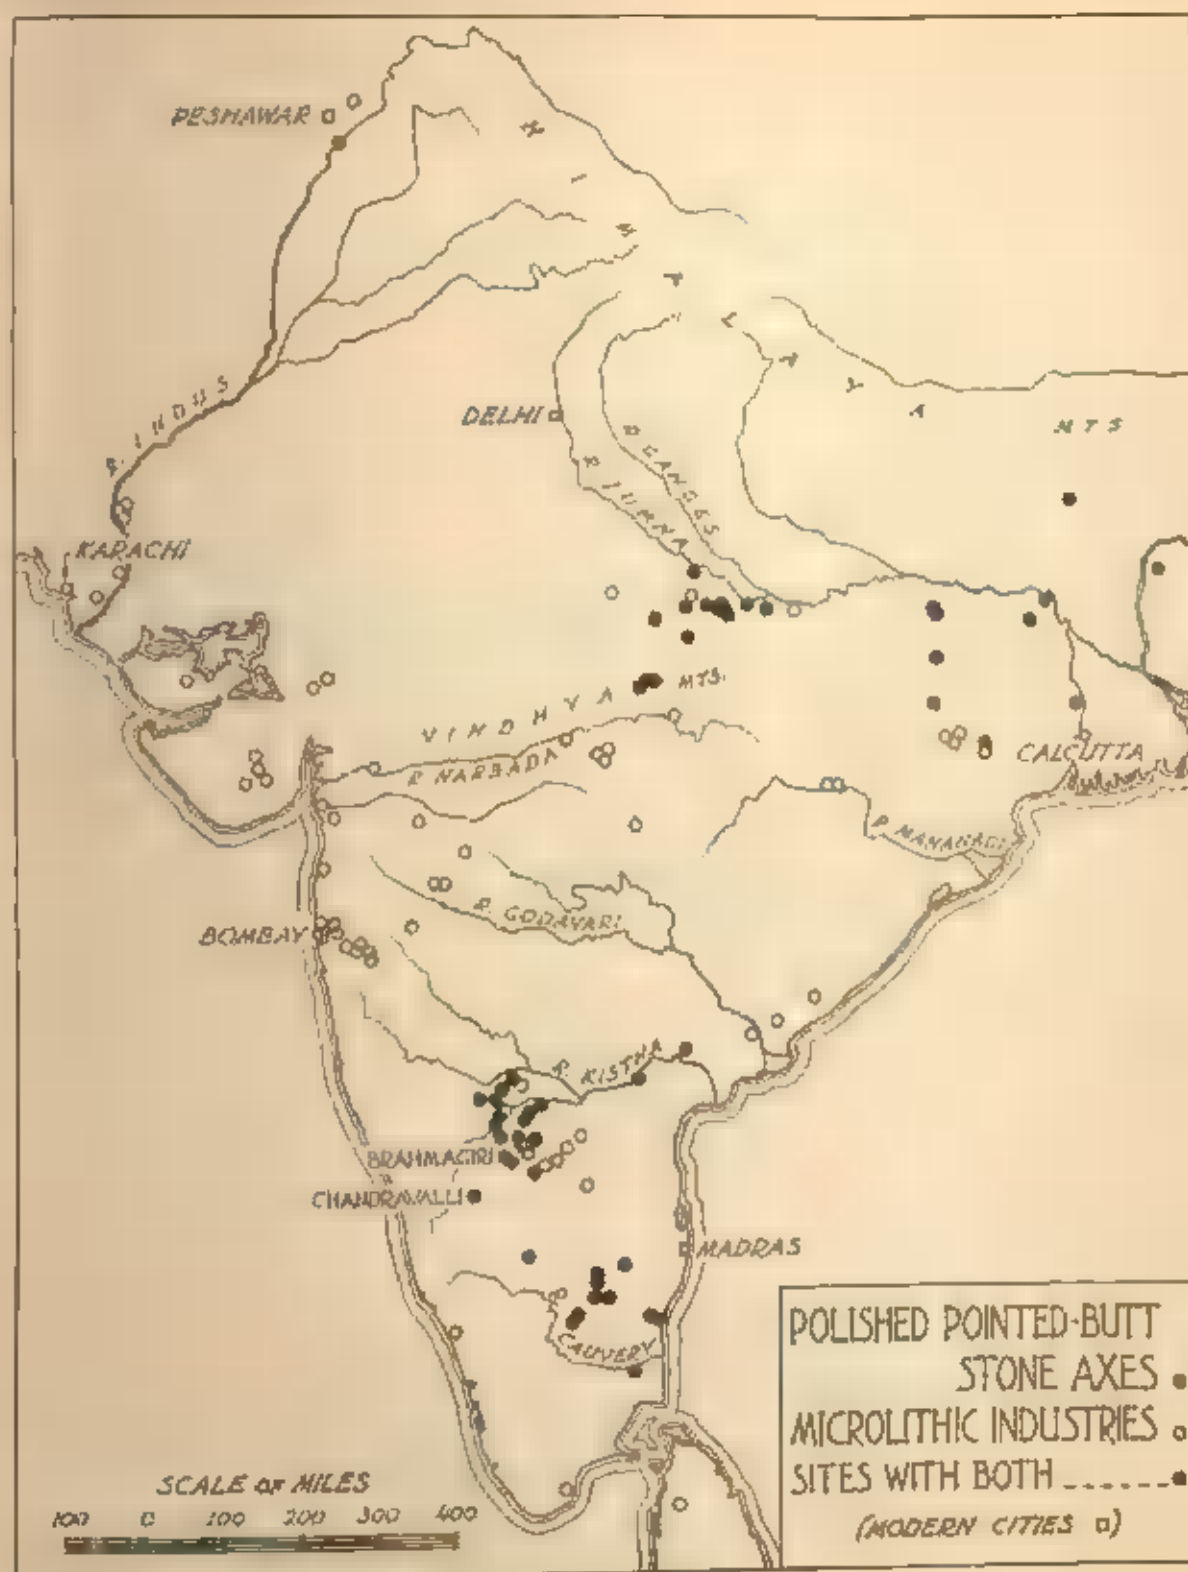 PESHAWAR
HIMALAYA
MTS
R. INDUS
DELHI
R. GANGES
R. JUMNA
KARACHI
VINDHYA MTS.
R. NARBADA
CALCUTTA
R. MAHANADI
R. GODAVARI
BOMBAY
R. KISTNA
BRAHMAGIRI
CHANDRAVALLI
MADRAS
CAUVERY
POLISHED POINTED-BUTT
STONE AXES
MICROLITHIC INDUSTRIES
SITES WITH BOTH
(MODERN CITIES )
SCALE OF MILES
100 0 100 200 300 400